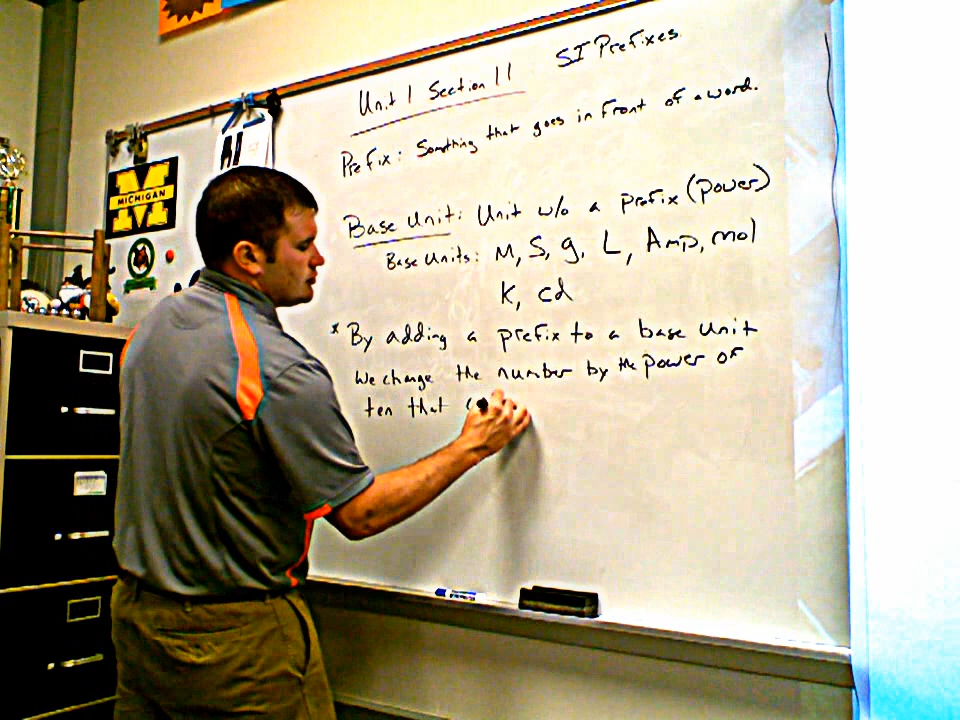 SI Prefixes
Unit 1 Section 11
Prefix: Something that goes in front of a word.
M
MICHIGAN
Base Unit: Unit w/o a prefix (power)
Base Units: M, S, g, L, Amp, mol
K, cd
* By adding a prefix to a base unit
We change the number by the power of
ten that